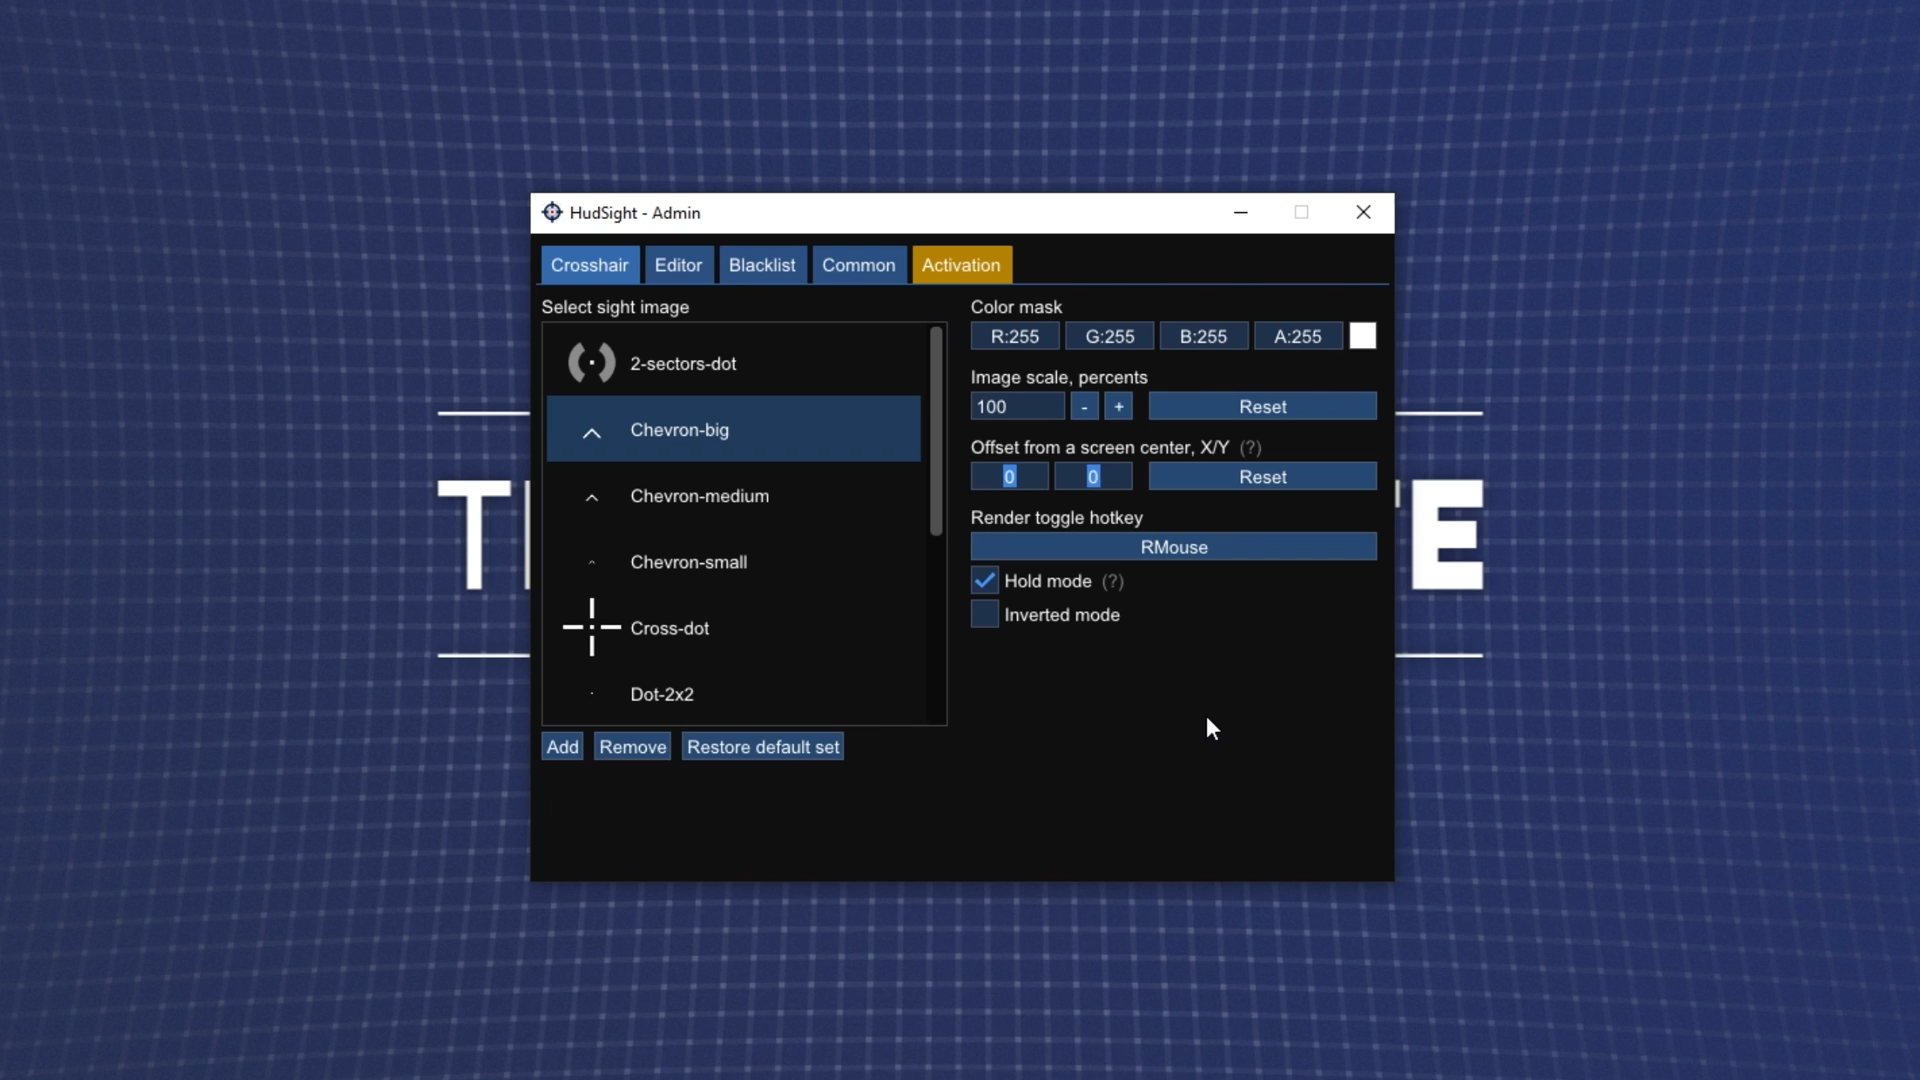 HudSight - Admin
Crosshair Editor Blacklist Common Activation
Select sight image
2-sectors-dot
Chevron-big
Chevron-medium
Chevron-small
Cross-dot
Dot-2x2
Add Remove Restore default set
Color mask
R:255 G:255 B:255 A:255
Image scale, percents
100 - + Reset
Offset from a screen center, X/Y (?)
0 0 Reset
Render toggle hotkey
RMouse
Hold mode (?)
Inverted mode